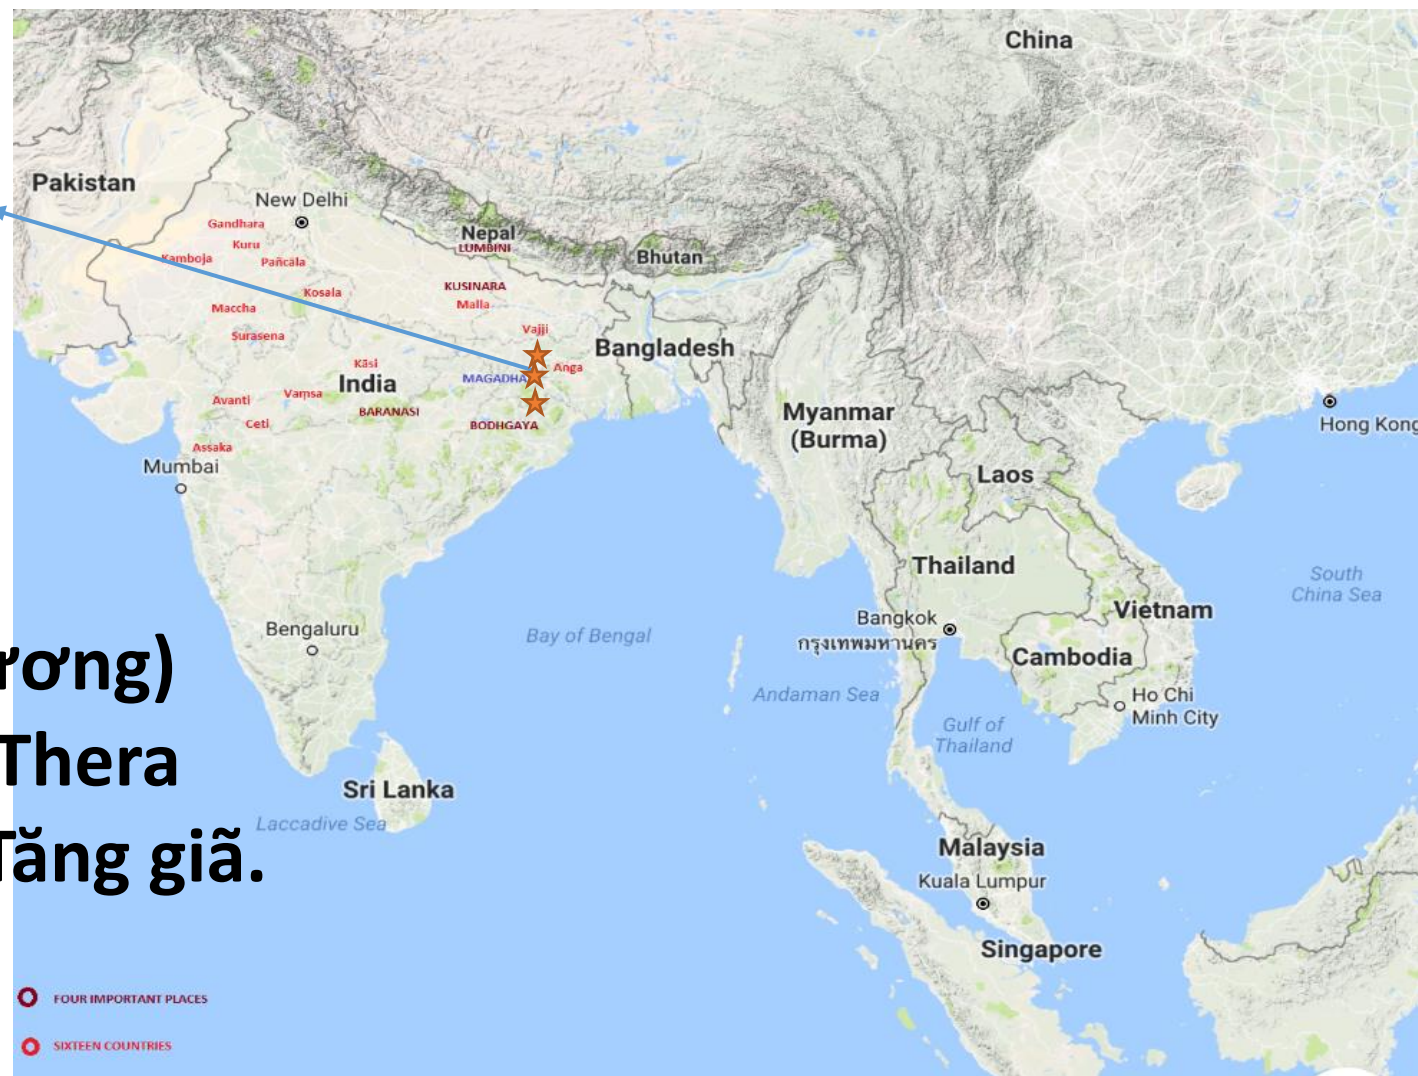 China
Pakistan
New Delhi
Gandhara
Nepal
Kuru
LUMBINI
Kamboja
Pañcāla
Bhutan
KUSINARA
Kosala
Malla
Maccha
Vajji
Surasena
Bangladesh
Kāsi
Anga
India
MAGADHA
Vaṃsa
Avanti
BARANASI
Myanmar
(Burma)
Ceti
BODHGAYA
Hong Kong
Assaka
Mumbai
Laos
Thailand
South
China Sea
Vietnam
Bengaluru
Bay of Bengal
Bangkok
กรุงเทพมหานคร
Cambodia
ương)
Andaman Sea
Ho Chi
Minh City
Gulf of
Thailand
Thera
Sri Lanka
Laccadive Sea
Tăng giã.
Malaysia
Kuala Lumpur
Singapore
FOUR IMPORTANT PLACES
SIXTEEN COUNTRIES